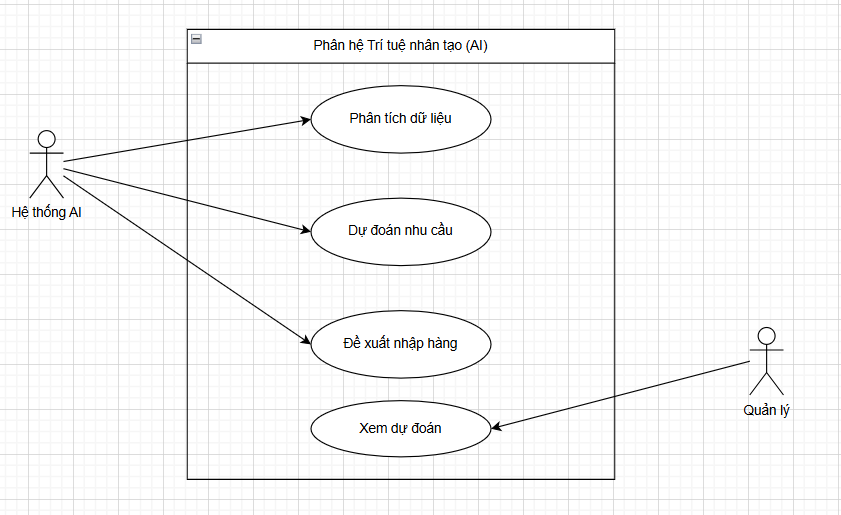 Phân hệ Trí tuệ nhân tạo (AI)
Phân tích dữ liệu
Hệ thống AI
Dự đoán nhu cầu
Đề xuất nhập hàng
Quản lý
Xem dự đoán